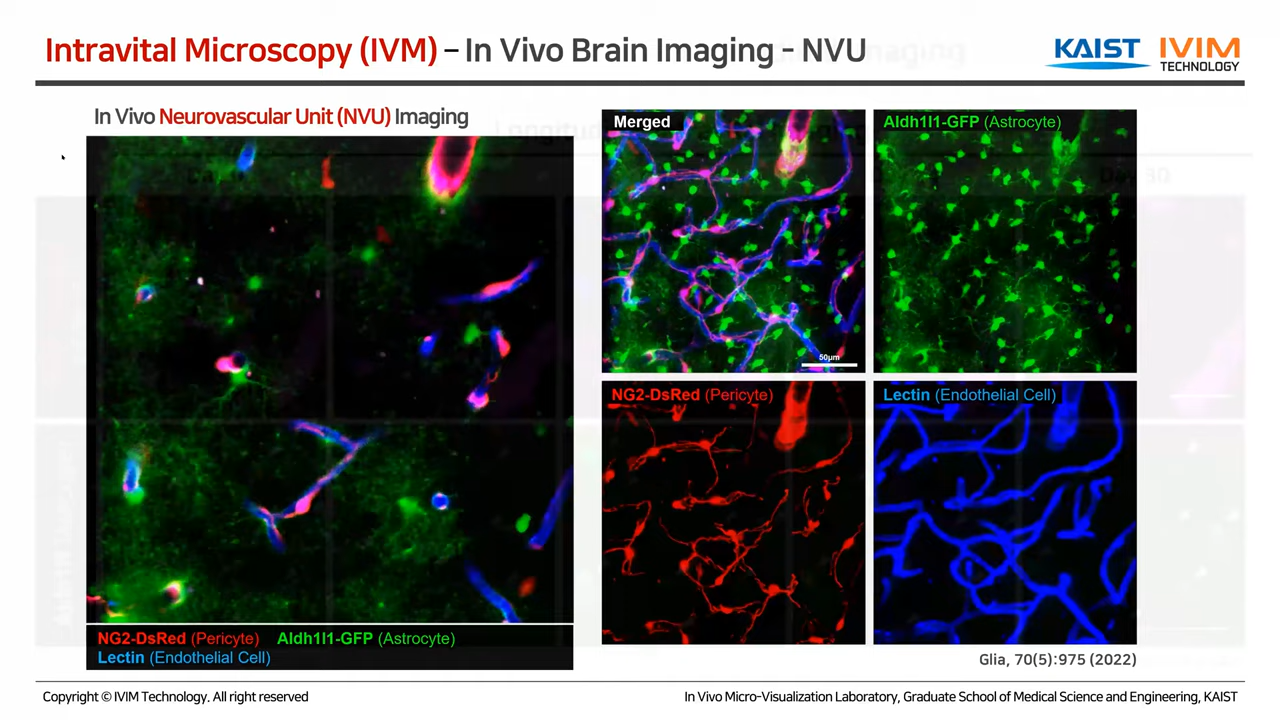 Intravital Microscopy (IVM) – In Vivo Brain Imaging - NVU
KAIST
IVIM
TECHNOLOGY
In Vivo Neurovascular Unit (NVU) Imaging
Merged
50μm
Aldh1l1-GFP (Astrocyte)
NG2-DsRed (Pericyte)
Lectin (Endothelial Cell)
NG2-DsRed (Pericyte) Aldh1l1-GFP (Astrocyte)
Lectin (Endothelial Cell)
Glia, 70(5):975 (2022)
Copyright © IVIM Technology. All right reserved
In Vivo Micro-Visualization Laboratory, Graduate School of Medical Science and Engineering, KAIST